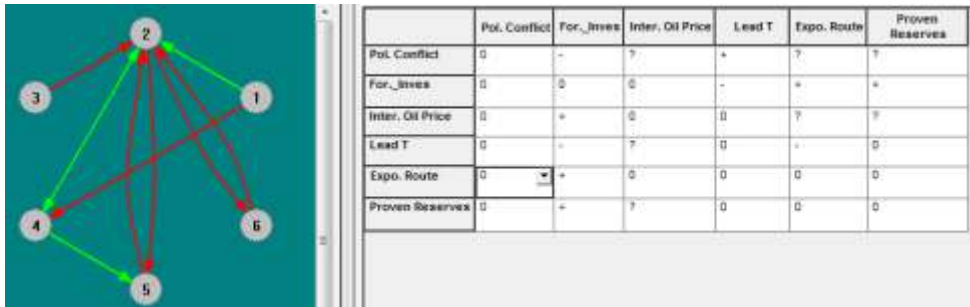 2
3
1
4
6
5
Pol. Conflict For._Inves Inter. Oil Price Lead T Expo. Route Proven Reserves
Pol. Conflict 0 - ? + ? ?
For._Inves 0 0 0 - + +
Inter. Oil Price 0 + 0 0 ? ?
Lead T 0 - ? 0 - 0
Expo. Route 0 + 0 0 0 0
Proven Reserves 0 + ? 0 0 0